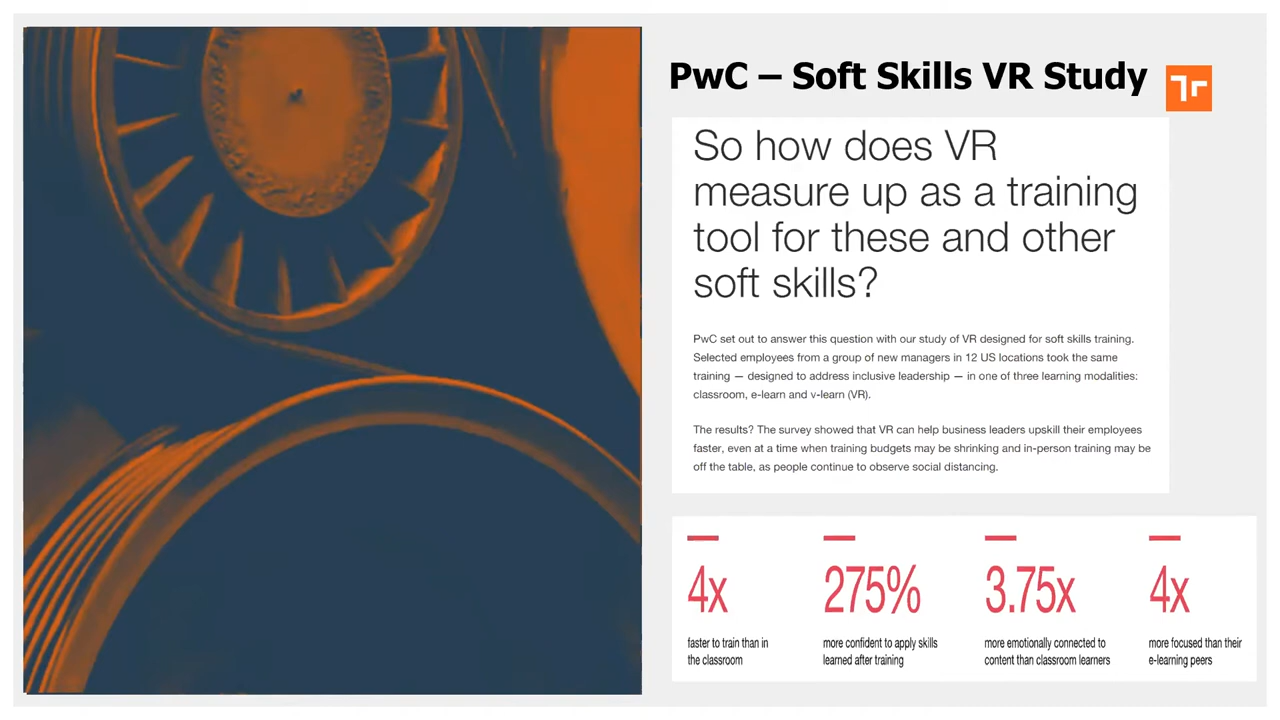 PwC – Soft Skills VR Study
So how does VR
measure up as a training
tool for these and other
soft skills?
PwC set out to answer this question with our study of VR designed for soft skills training.
Selected employees from a group of new managers in 12 US locations took the same
training — designed to address inclusive leadership — in one of three learning modalities:
classroom, e-learn and v-learn (VR).
The results? The survey showed that VR can help business leaders upskill their employees
faster, even at a time when training budgets may be shrinking and in-person training may be
off the table, as people continue to observe social distancing.
4x
faster to train than in
the classroom
275%
more confident to apply skills
learned after training
3.75x
more emotionally connected to
content than classroom learners
4x
more focused than their
e-learning peers